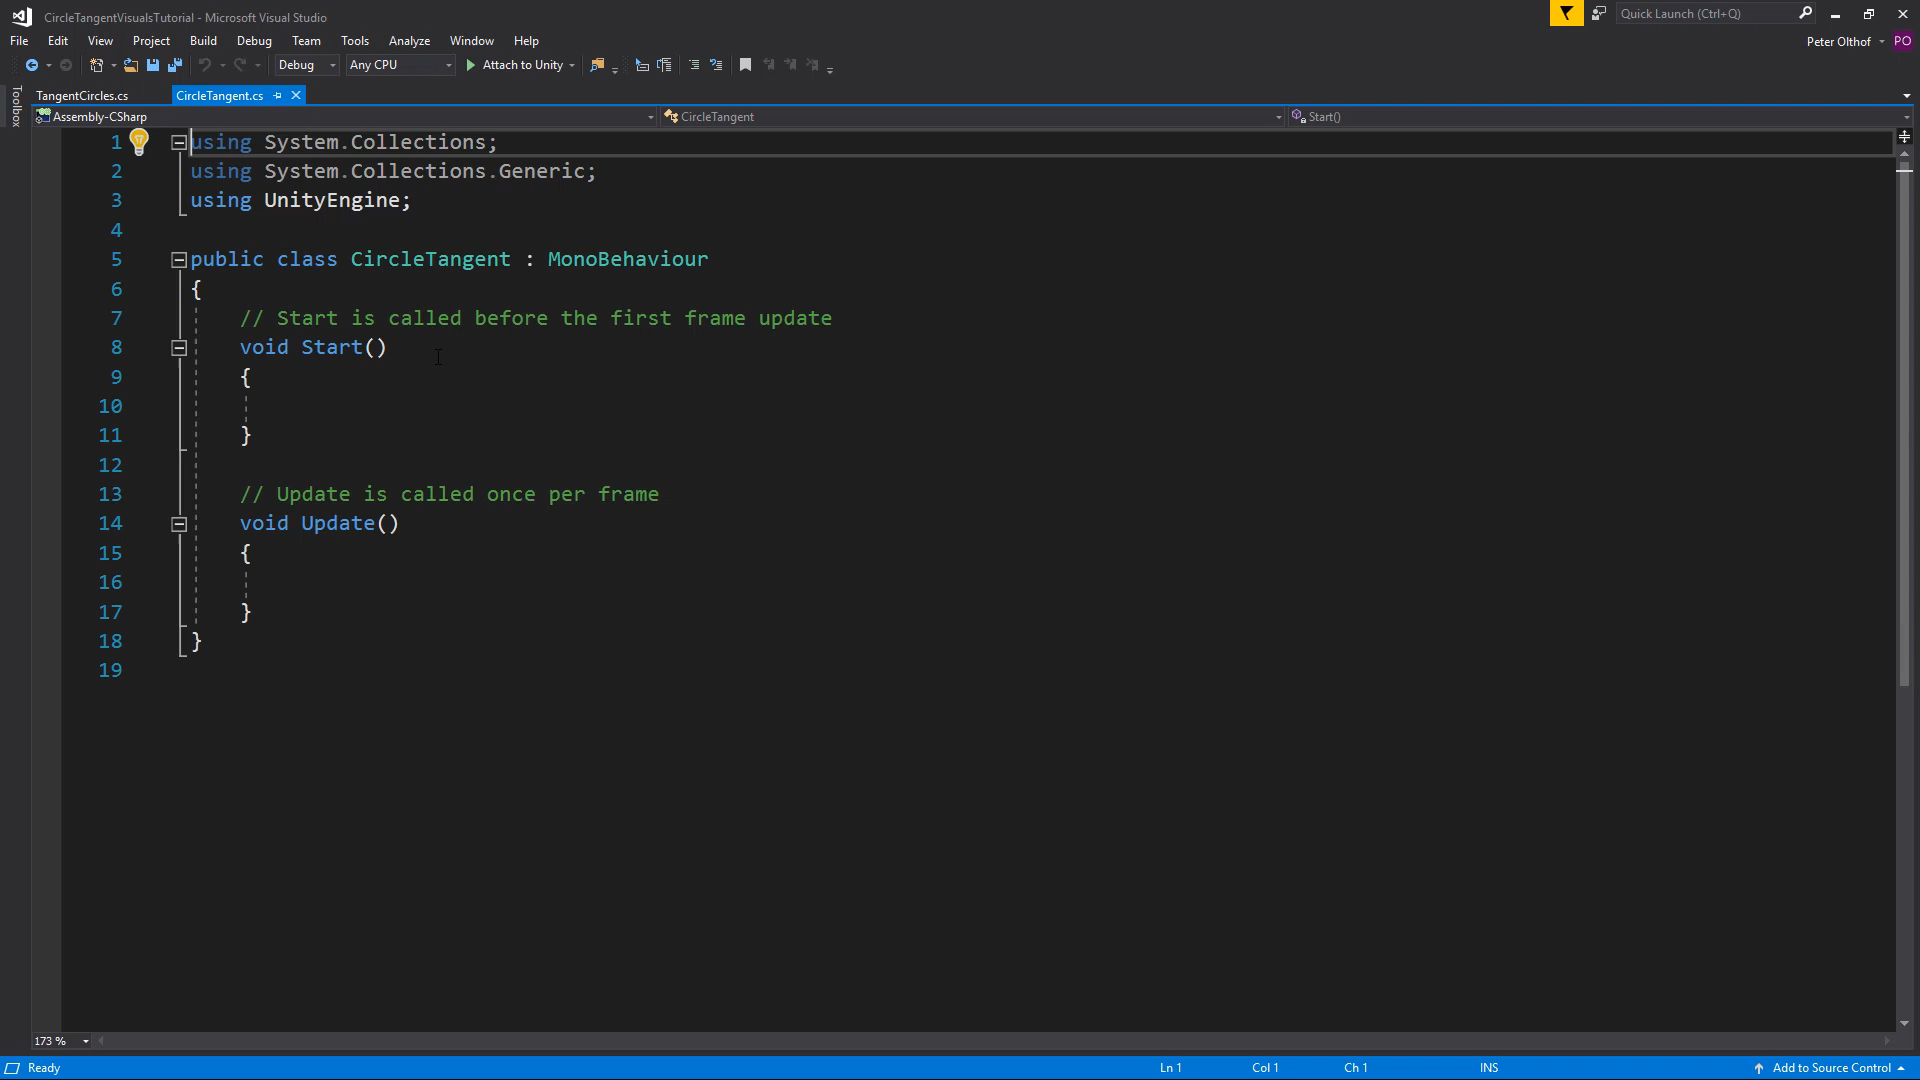 CircleTangentVisualsTutorial - Microsoft Visual Studio
Quick Launch (Ctrl+Q)
File Edit View Project Build Debug Team Tools Analyze Window Help
Peter Olthof PO
Debug Any CPU Attach to Unity
Toolbox
TangentCircles.cs CircleTangent.cs
Assembly-CSharp CircleTangent Start()
1 using System.Collections;
2 using System.Collections.Generic;
3 using UnityEngine;
4
5 public class CircleTangent : MonoBehaviour
6 {
7 // Start is called before the first frame update
8 void Start()
9 {
10
11 }
12
13 // Update is called once per frame
14 void Update()
15 {
16
17 }
18 }
19
173 %
Ready Ln 1 Col 1 Ch 1 INS Add to Source Control